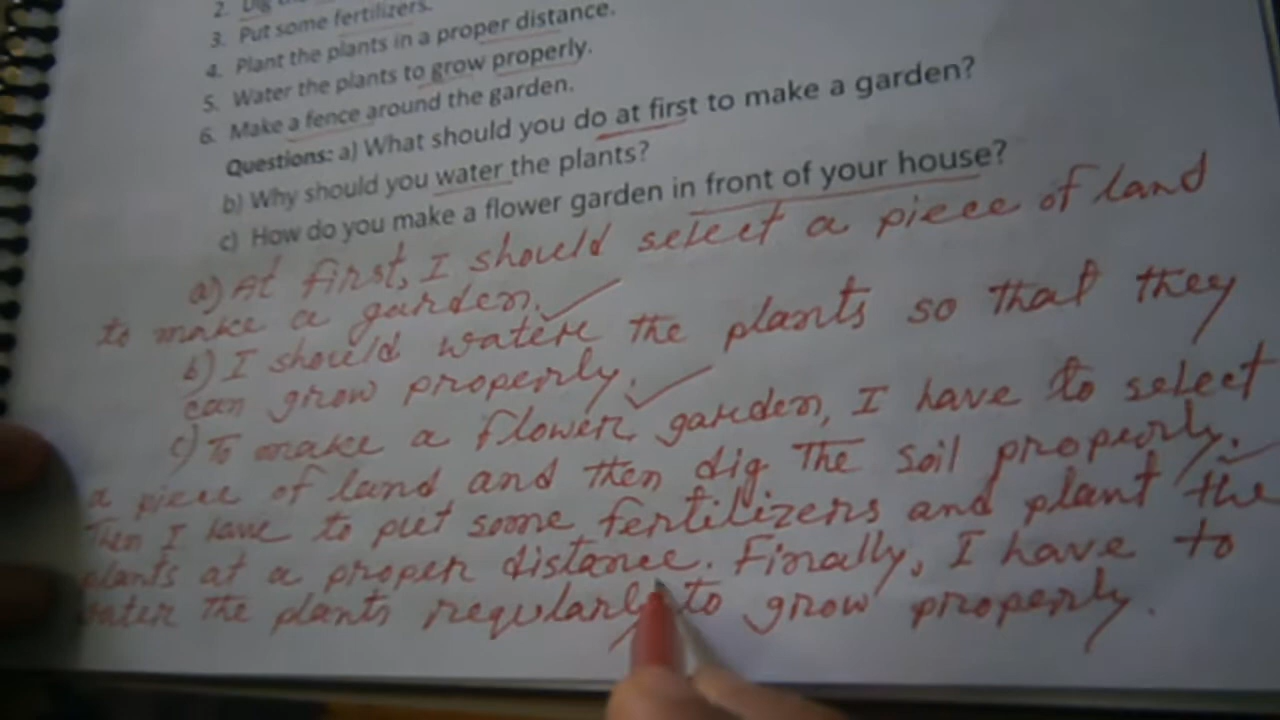 2. Dig
3. Put some fertilizers.
4. Plant the plants in a proper distance.
5. Water the plants to grow properly.
6. Make a fence around the garden.
Questions: a) What should you do at first to make a garden?
b) Why should you water the plants?
c) How do you make a flower garden in front of your house?
a) At first, I should select a piece of land
to make a garden.
b) I should water the plants so that they
can grow properly.
c) To make a flower garden, I have to select
a piece of land and then dig the soil properly.
Then I have to put some fertilizers and plant the
plants at a proper distance. Finally, I have to
water the plants regularly to grow properly.